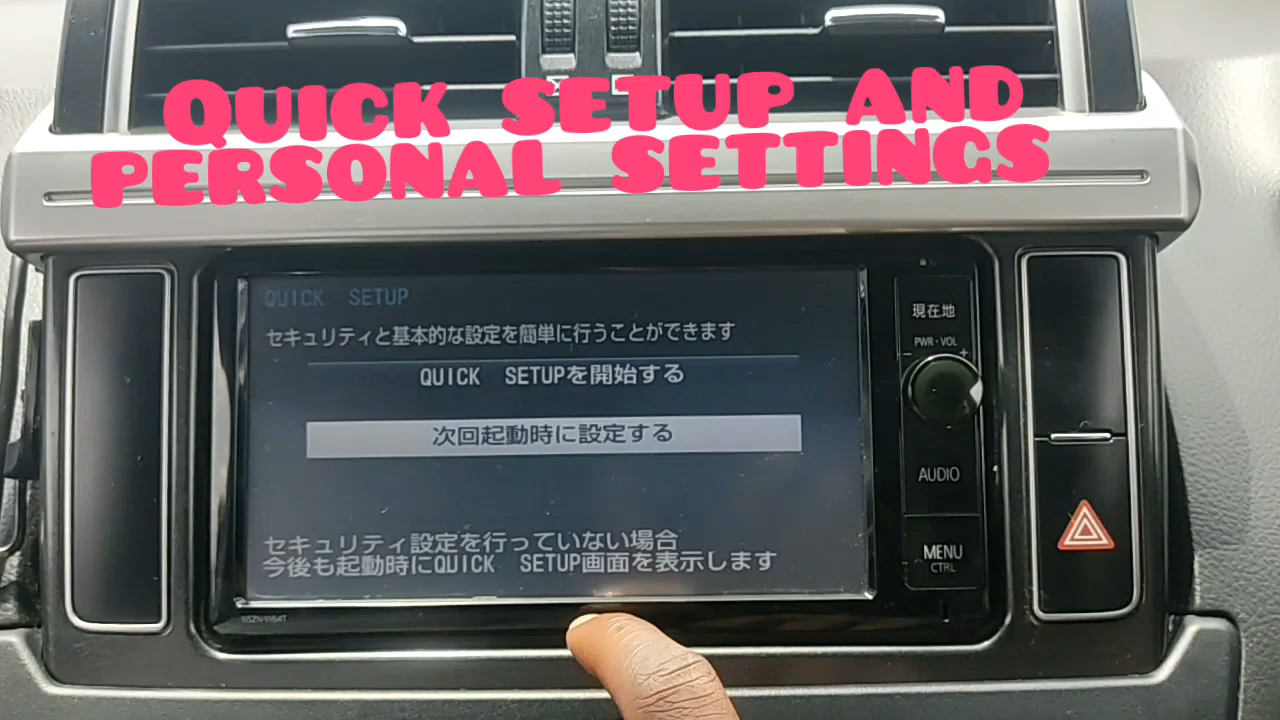 QUICK SETUP AND
PERSONAL SETTINGS
QUICK SETUP
セキュリティと基本的な設定を簡単に行うことができます
QUICK SETUPを開始する
次回起動時に設定する
セキュリティ設定を行っていない場合
今後も起動時にQUICK SETUP画面を表示します
現在地
PWR・VOL
- +
AUDIO
MENU
CTRL
NSZN-W64T